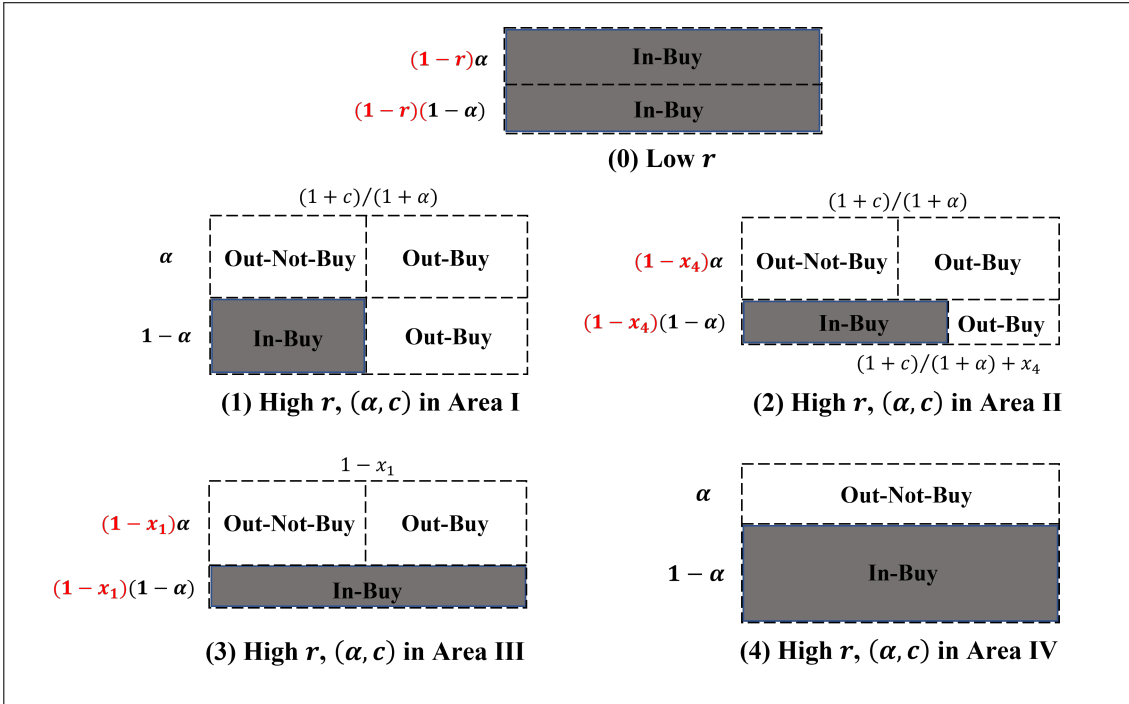 (1 − r)α In-Buy
(1 − r)(1 − α) In-Buy
(0) Low r
(1 + c)/(1 + α)
α Out-Not-Buy Out-Buy
1 − α In-Buy Out-Buy
(1) High r, (α, c) in Area I
(1 + c)/(1 + α)
(1 − x₄)α Out-Not-Buy Out-Buy
(1 − x₄)(1 − α) In-Buy Out-Buy
(1 + c)/(1 + α) + x₄
(2) High r, (α, c) in Area II
1 − x₁
(1 − x₁)α Out-Not-Buy Out-Buy
(1 − x₁)(1 − α) In-Buy
(3) High r, (α, c) in Area III
α Out-Not-Buy
1 − α In-Buy
(4) High r, (α, c) in Area IV